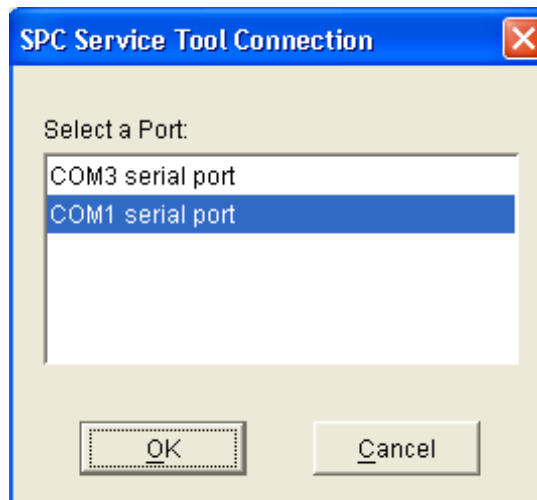 SPC Service Tool Connection
Select a Port:
COM3 serial port
COM1 serial port
OK
Cancel